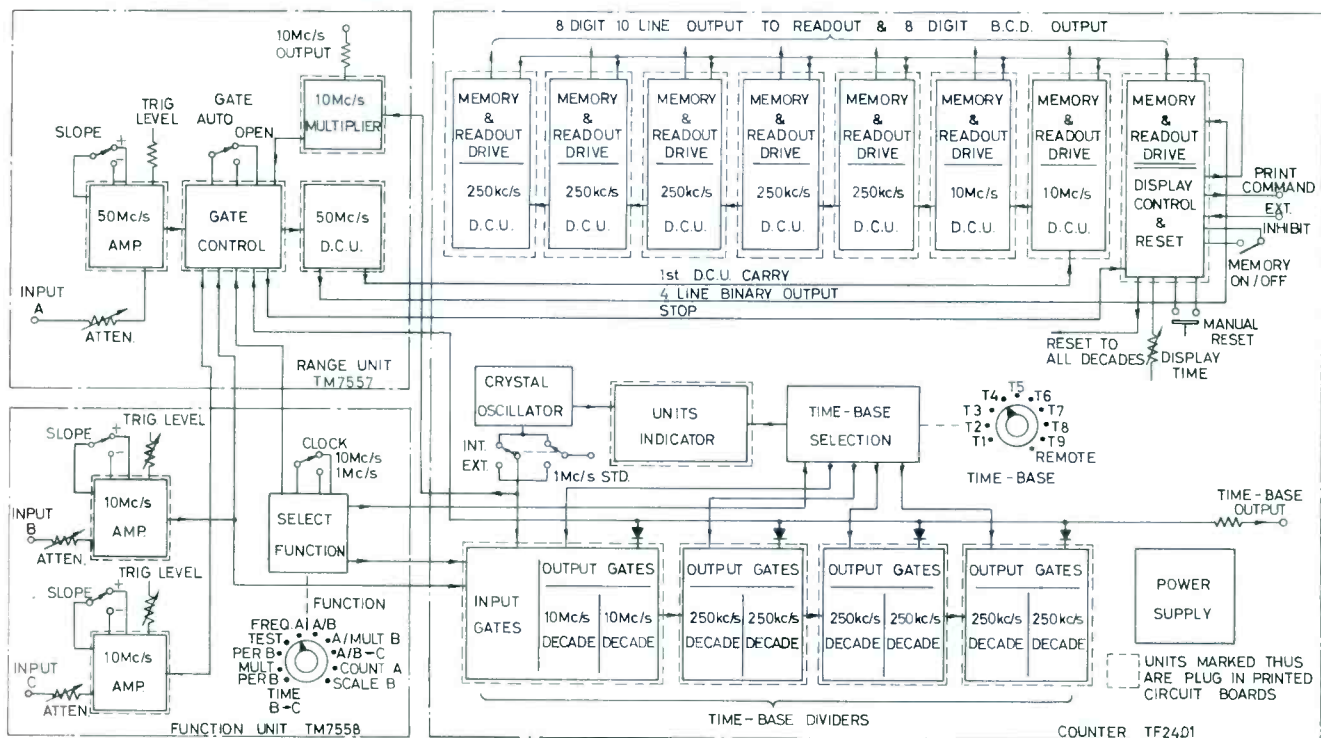 8 DIGIT 10 LINE OUTPUT TO READOUT & 8 DIGIT B.C.D. OUTPUT
10Mc/s
OUTPUT
10Mc/s
MULTIPLIER
TRIG
LEVEL
GATE
AUTO
OPEN
SLOPE
+
-
50Mc/s
AMP.
GATE
CONTROL
50Mc/s
D.C.U.
INPUT
A
ATTEN.
RANGE UNIT
TM7557
MEMORY
&
READOUT
DRIVE
250kc/s
D.C.U.
MEMORY
&
READOUT
DRIVE
250kc/s
D.C.U.
MEMORY
&
READOUT
DRIVE
250kc/s
D.C.U.
MEMORY
&
READOUT
DRIVE
250kc/s
D.C.U.
MEMORY
&
READOUT
DRIVE
250kc/s
D.C.U.
MEMORY
&
READOUT
DRIVE
10Mc/s
D.C.U.
MEMORY
&
READOUT
DRIVE
10Mc/s
D.C.U.
MEMORY
&
READOUT
DRIVE
DISPLAY
CONTROL
&
RESET
PRINT
COMMAND
EXT.
INHIBIT
MEMORY
ON/OFF
1st D.C.U. CARRY
4 LINE BINARY OUTPUT
STOP
MANUAL
RESET
RESET TO
ALL DECADES
DISPLAY
TIME
CRYSTAL
OSCILLATOR
UNITS
INDICATOR
TIME-BASE
SELECTION
T1
T2
T3
T4
T5
T6
T7
T8
T9
REMOTE
TIME-BASE
INT.
EXT.
1Mc/s STD.
TIME-BASE
OUTPUT
TRIG LEVEL
SLOPE
+
-
10Mc/s
AMP.
INPUT
B
ATTEN.
CLOCK
10Mc/s
1Mc/s
SELECT
FUNCTION
TRIG LEVEL
SLOPE
+
-
10Mc/s
AMP.
INPUT
C
ATTEN.
FUNCTION
FREQ.A
A/B
TEST
A/MULT B
PER B
A/B-C
MULT
PER B
COUNT A
SCALE B
TIME
B-C
FUNCTION UNIT TM7558
INPUT
GATES
OUTPUT GATES
10Mc/s
DECADE
10Mc/s
DECADE
OUTPUT GATES
250kc/s
DECADE
250kc/s
DECADE
OUTPUT GATES
250kc/s
DECADE
250kc/s
DECADE
OUTPUT GATES
250kc/s
DECADE
250kc/s
DECADE
TIME-BASE DIVIDERS
POWER
SUPPLY
UNITS MARKED THUS
ARE PLUG IN PRINTED
CIRCUIT BOARDS
COUNTER TF2401